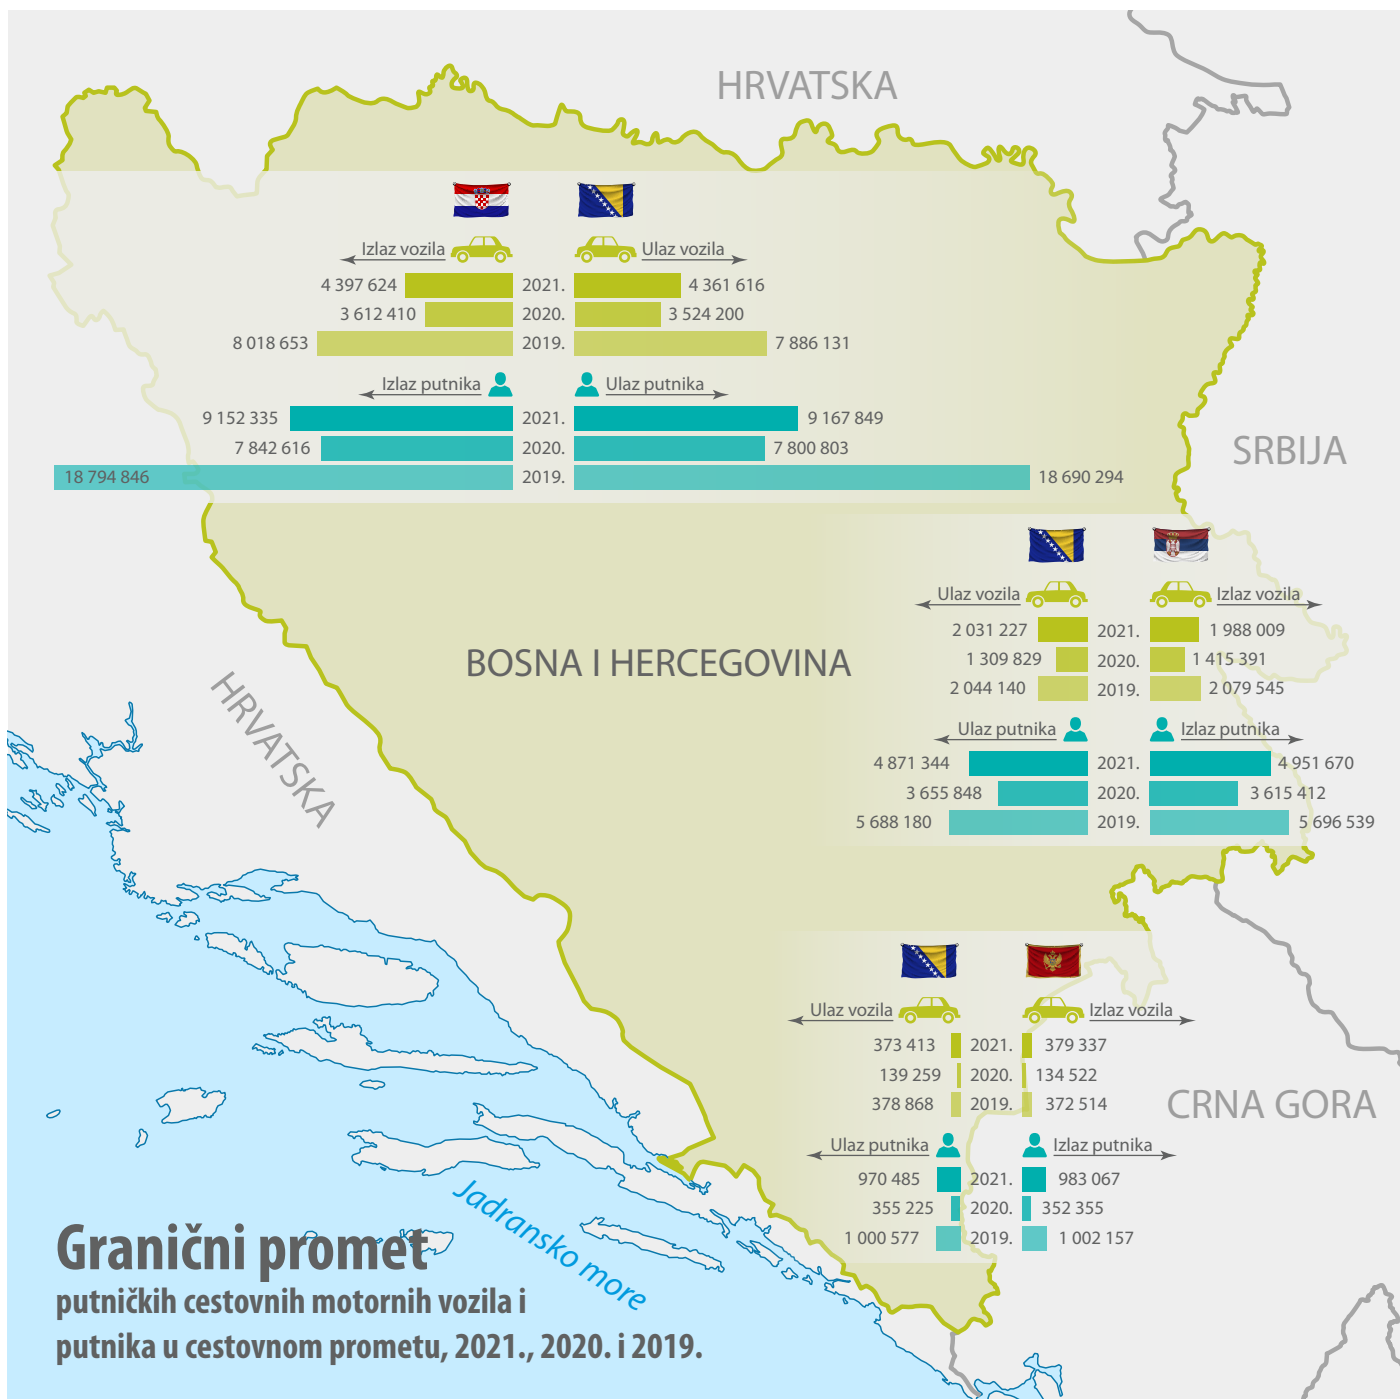 HRVATSKA
Izlaz vozila Ulaz vozila
4 397 624 2021. 4 361 616
3 612 410 2020. 3 524 200
8 018 653 2019. 7 886 131
Izlaz putnika Ulaz putnika
9 152 335 2021. 9 167 849
7 842 616 2020. 7 800 803
18 794 846 2019. 18 690 294
SRBIJA
Ulaz vozila Izlaz vozila
2 031 227 2021. 1 988 009
1 309 829 2020. 1 415 391
2 044 140 2019. 2 079 545
BOSNA I HERCEGOVINA
HRVATSKA
Ulaz putnika Izlaz putnika
4 871 344 2021. 4 951 670
3 655 848 2020. 3 615 412
5 688 180 2019. 5 696 539
Ulaz vozila Izlaz vozila
373 413 2021. 379 337
139 259 2020. 134 522
378 868 2019. 372 514
CRNA GORA
Ulaz putnika Izlaz putnika
970 485 2021. 983 067
355 225 2020. 352 355
1 000 577 2019. 1 002 157
Jadransko more
Granični promet
putničkih cestovnih motornih vozila i
putnika u cestovnom prometu, 2021., 2020. i 2019.